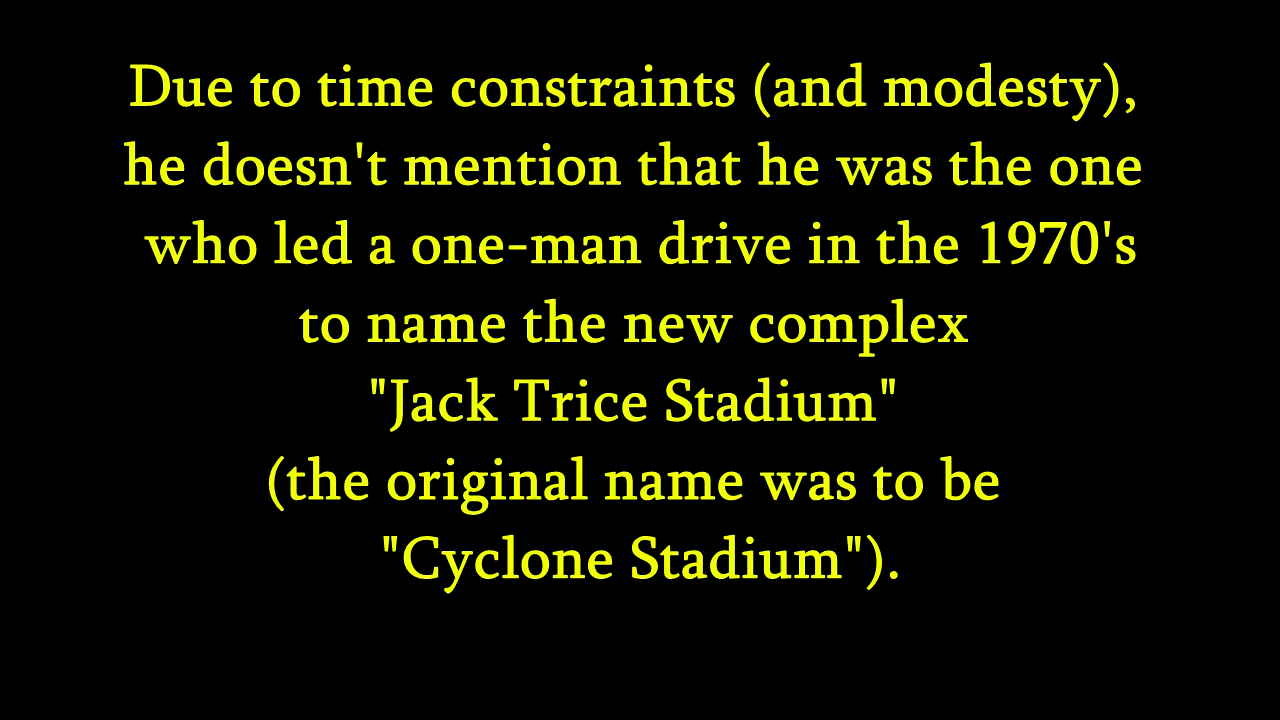 Due to time constraints (and modesty),
he doesn't mention that he was the one
who led a one-man drive in the 1970's
to name the new complex
"Jack Trice Stadium"
(the original name was to be
"Cyclone Stadium").